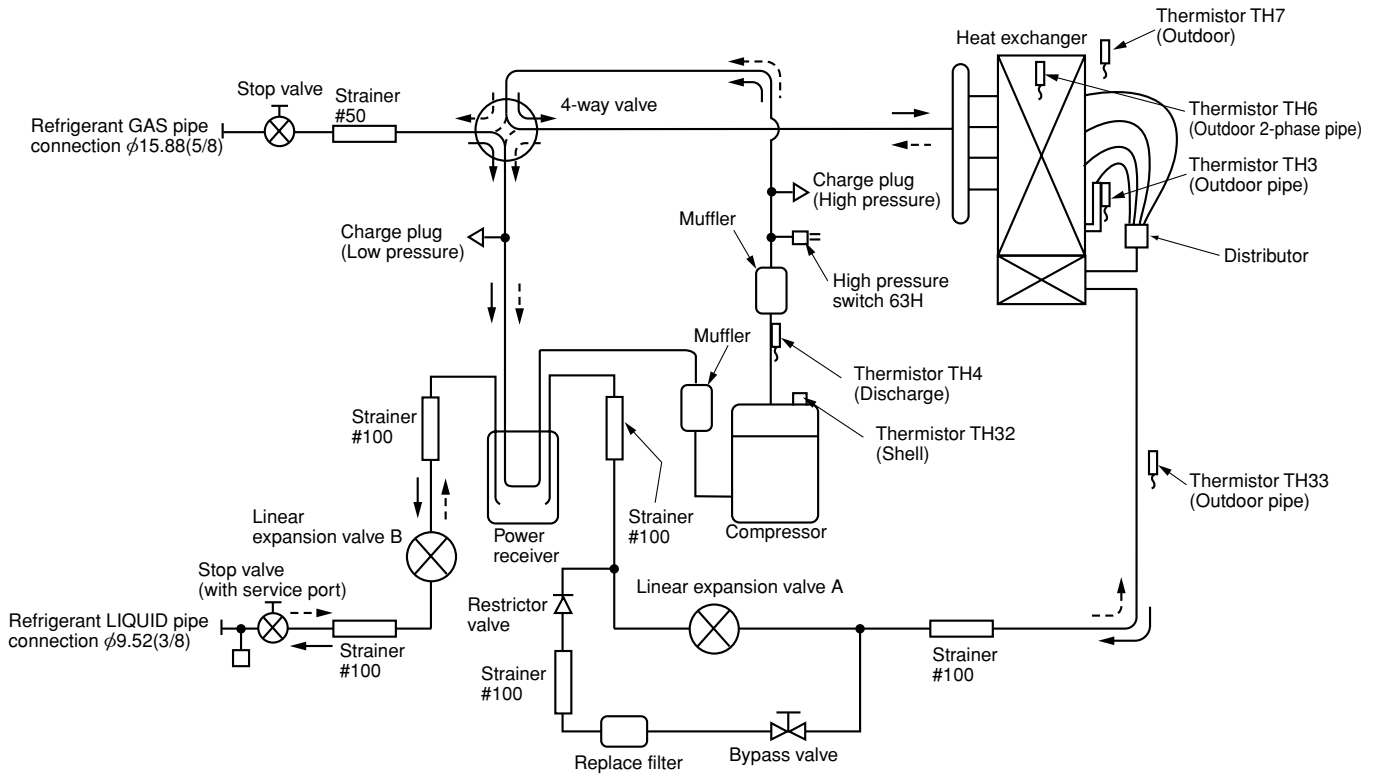 Thermistor TH7
(Outdoor)
Heat exchanger
Stop valve
Strainer
#50
4-way valve
Thermistor TH6
(Outdoor 2-phase pipe)
Refrigerant GAS pipe
connection ϕ15.88(5/8)
Thermistor TH3
(Outdoor pipe)
Charge plug
(High pressure)
Muffler
Charge plug
(Low pressure)
Distributor
High pressure
switch 63H
Muffler
Thermistor TH4
(Discharge)
Strainer
#100
Thermistor TH32
(Shell)
Thermistor TH33
(Outdoor pipe)
Linear
expansion valve B
Strainer
#100
Power
receiver
Compressor
Stop valve
(with service port)
Linear expansion valve A
Restrictor
valve
Refrigerant LIQUID pipe
connection ϕ9.52(3/8)
Strainer
#100
Strainer
#100
Strainer
#100
Replace filter
Bypass valve